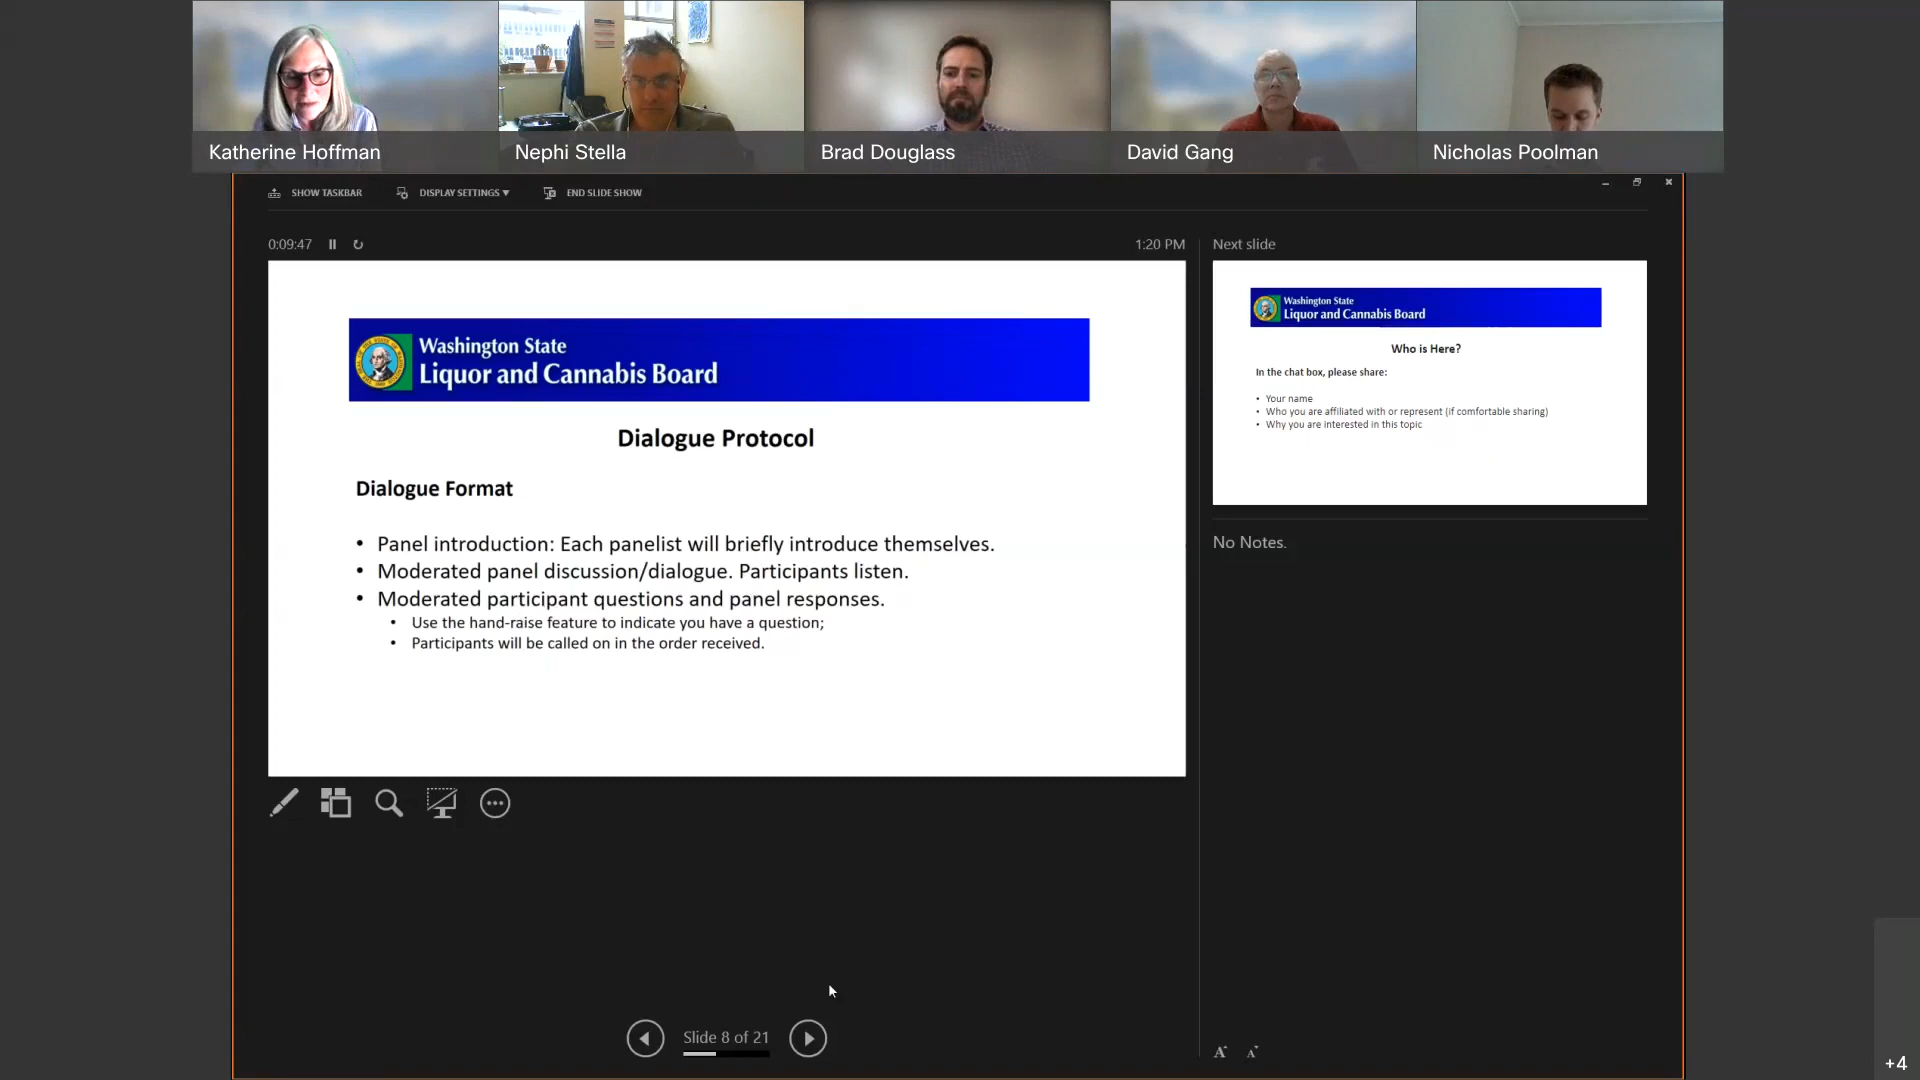 Katherine Hoffman
Nephi Stella
Brad Douglass
David Gang
Nicholas Poolman
SHOW TASKBAR
DISPLAY SETTINGS ▾
END SLIDE SHOW
0:09:47
1:20 PM
Washington State
Liquor and Cannabis Board
Dialogue Protocol
Dialogue Format
• Panel introduction: Each panelist will briefly introduce themselves.
• Moderated panel discussion/dialogue. Participants listen.
• Moderated participant questions and panel responses.
• Use the hand-raise feature to indicate you have a question;
• Participants will be called on in the order received.
Slide 8 of 21
Next slide
Washington State
Liquor and Cannabis Board
Who is Here?
In the chat box, please share:
• Your name
• Who you are affiliated with or represent (if comfortable sharing)
• Why you are interested in this topic
No Notes.
A A
+4